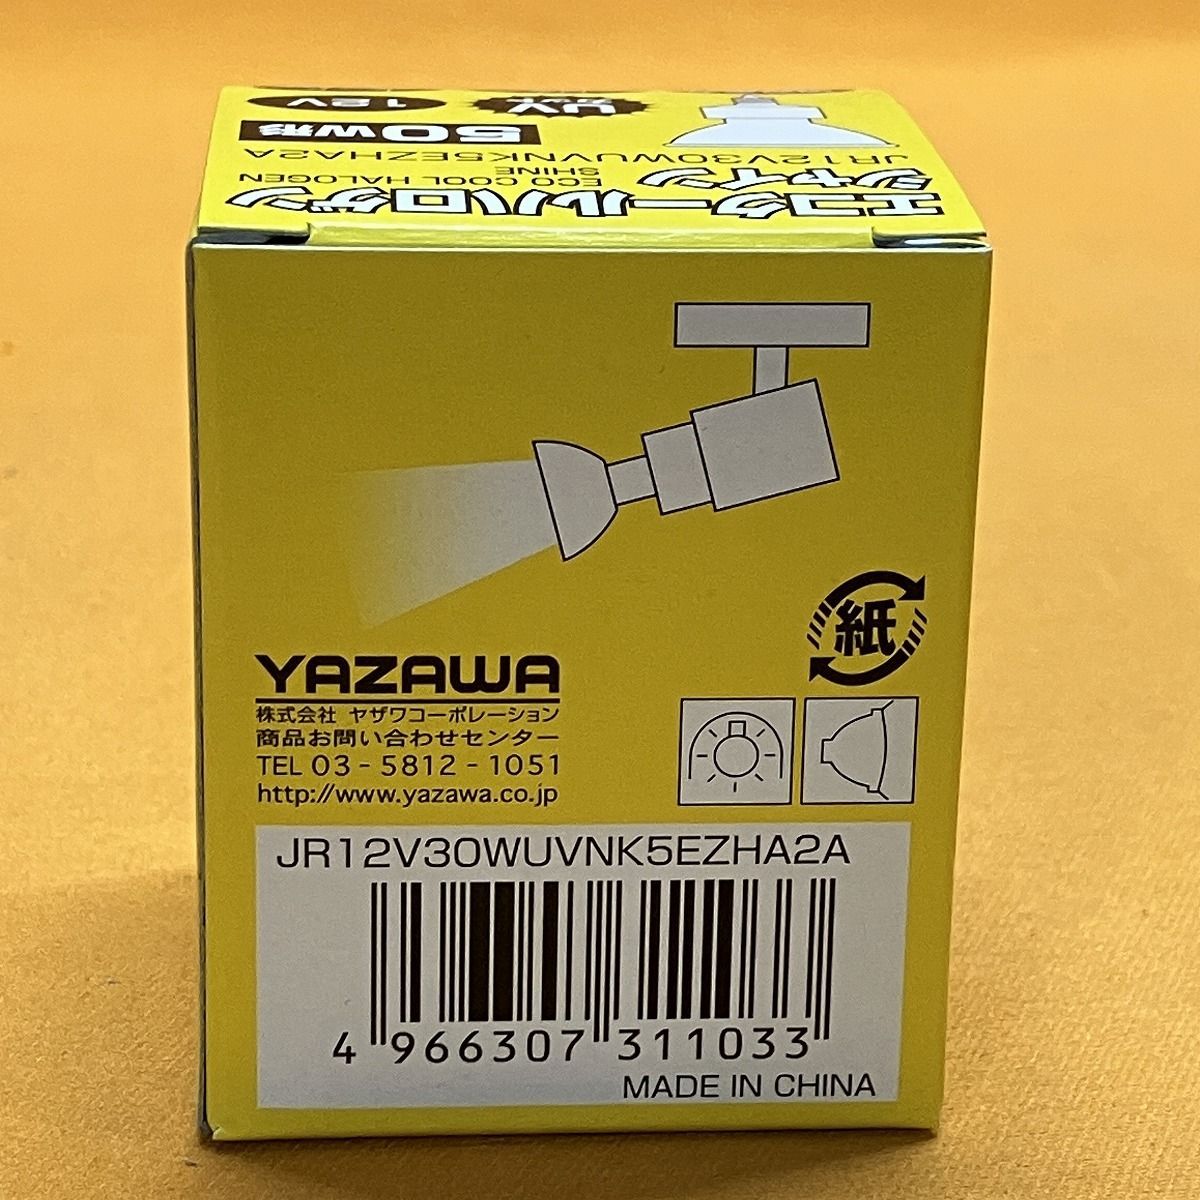 エコクールハロゲン
シャイン
ECO COOL HALOGEN
SHINE
JR12V30WUVNK5EZHA2A
50W形
UV
カット
12V
紙
YAZAWA
株式会社 ヤザワコーポレーション
商品お問い合わせセンター
TEL 03-5812-1051
http://www.yazawa.co.jp
JR12V30WUVNK5EZHA2A
4 966307 311033
MADE IN CHINA